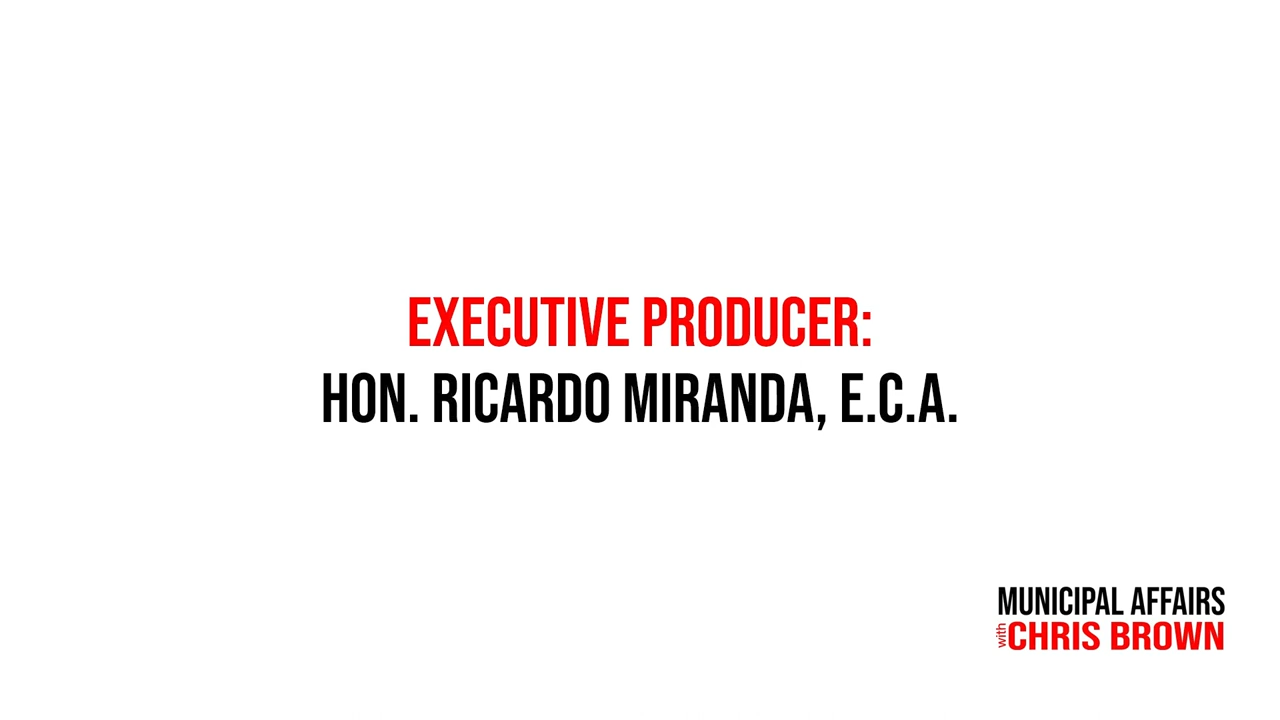 EXECUTIVE PRODUCER:
HON. RICARDO MIRANDA, E.C.A.
MUNICIPAL AFFAIRS
with CHRIS BROWN